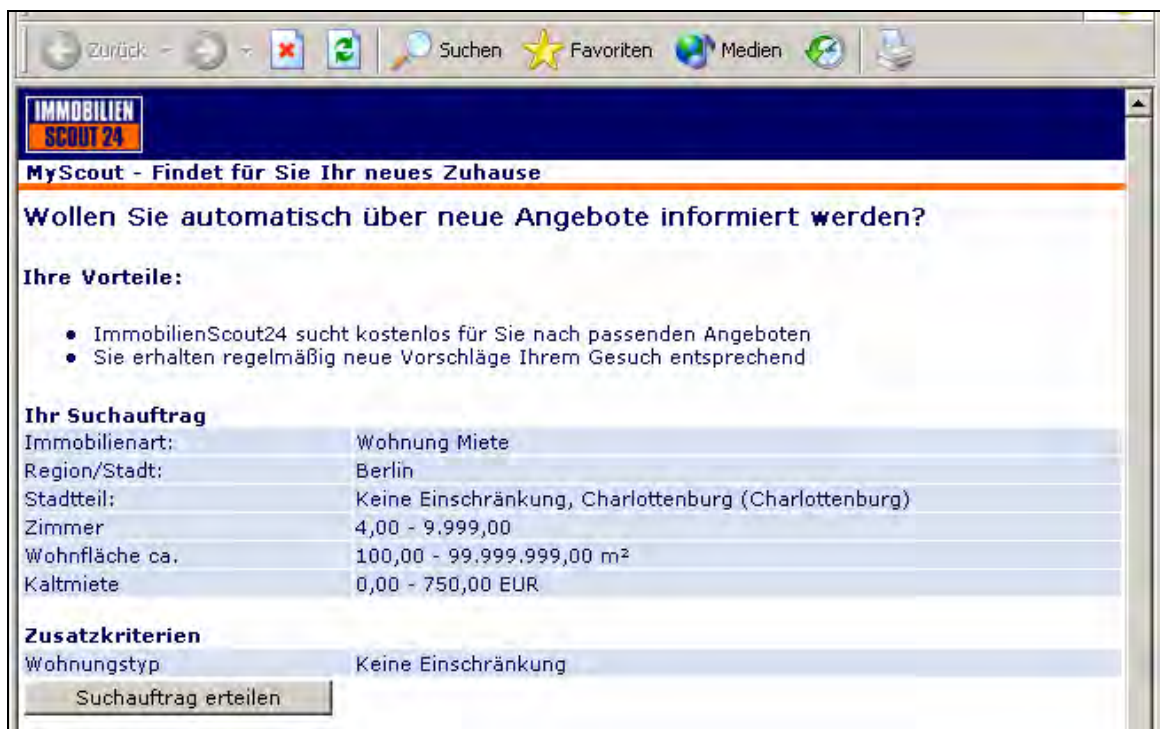 Zurück Suchen Favoriten Medien
IMMOBILIEN
SCOUT 24
MyScout - Findet für Sie Ihr neues Zuhause
Wollen Sie automatisch über neue Angebote informiert werden?
Ihre Vorteile:
• ImmobilienScout24 sucht kostenlos für Sie nach passenden Angeboten
• Sie erhalten regelmäßig neue Vorschläge Ihrem Gesuch entsprechend
Ihr Suchauftrag
Immobilienart: Wohnung Miete
Region/Stadt: Berlin
Stadtteil: Keine Einschränkung, Charlottenburg (Charlottenburg)
Zimmer 4,00 - 9.999,00
Wohnfläche ca. 100,00 - 99.999.999,00 m²
Kaltmiete 0,00 - 750,00 EUR
Zusatzkriterien
Wohnungstyp Keine Einschränkung
Suchauftrag erteilen